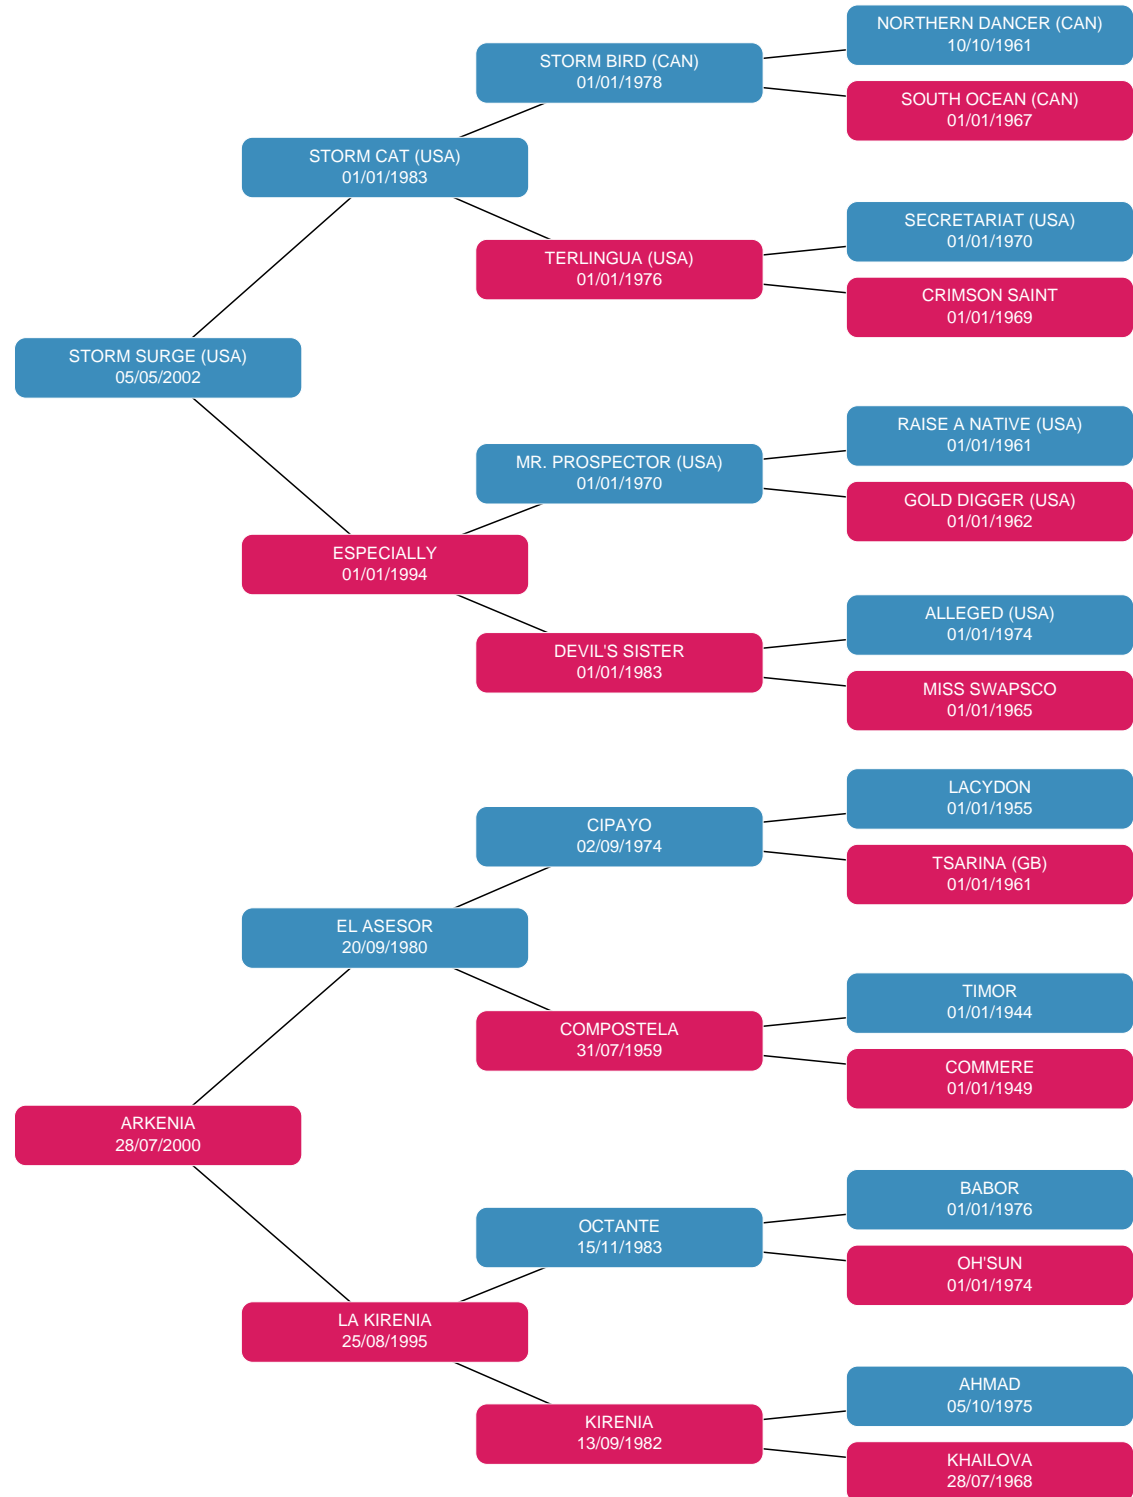 NORTHERN DANCER (CAN)
10/10/1961
STORM BIRD (CAN)
01/01/1978
SOUTH OCEAN (CAN)
01/01/1967
STORM CAT (USA)
01/01/1983
SECRETARIAT (USA)
01/01/1970
TERLINGUA (USA)
01/01/1976
CRIMSON SAINT
01/01/1969
STORM SURGE (USA)
05/05/2002
RAISE A NATIVE (USA)
01/01/1961
MR. PROSPECTOR (USA)
01/01/1970
GOLD DIGGER (USA)
01/01/1962
ESPECIALLY
01/01/1994
ALLEGED (USA)
01/01/1974
DEVIL'S SISTER
01/01/1983
MISS SWAPSCO
01/01/1965
LACYDON
01/01/1955
CIPAYO
02/09/1974
TSARINA (GB)
01/01/1961
EL ASESOR
20/09/1980
TIMOR
01/01/1944
COMPOSTELA
31/07/1959
COMMERE
01/01/1949
ARKENIA
28/07/2000
BABOR
01/01/1976
OCTANTE
15/11/1983
OH'SUN
01/01/1974
LA KIRENIA
25/08/1995
AHMAD
05/10/1975
KIRENIA
13/09/1982
KHAILOVA
28/07/1968